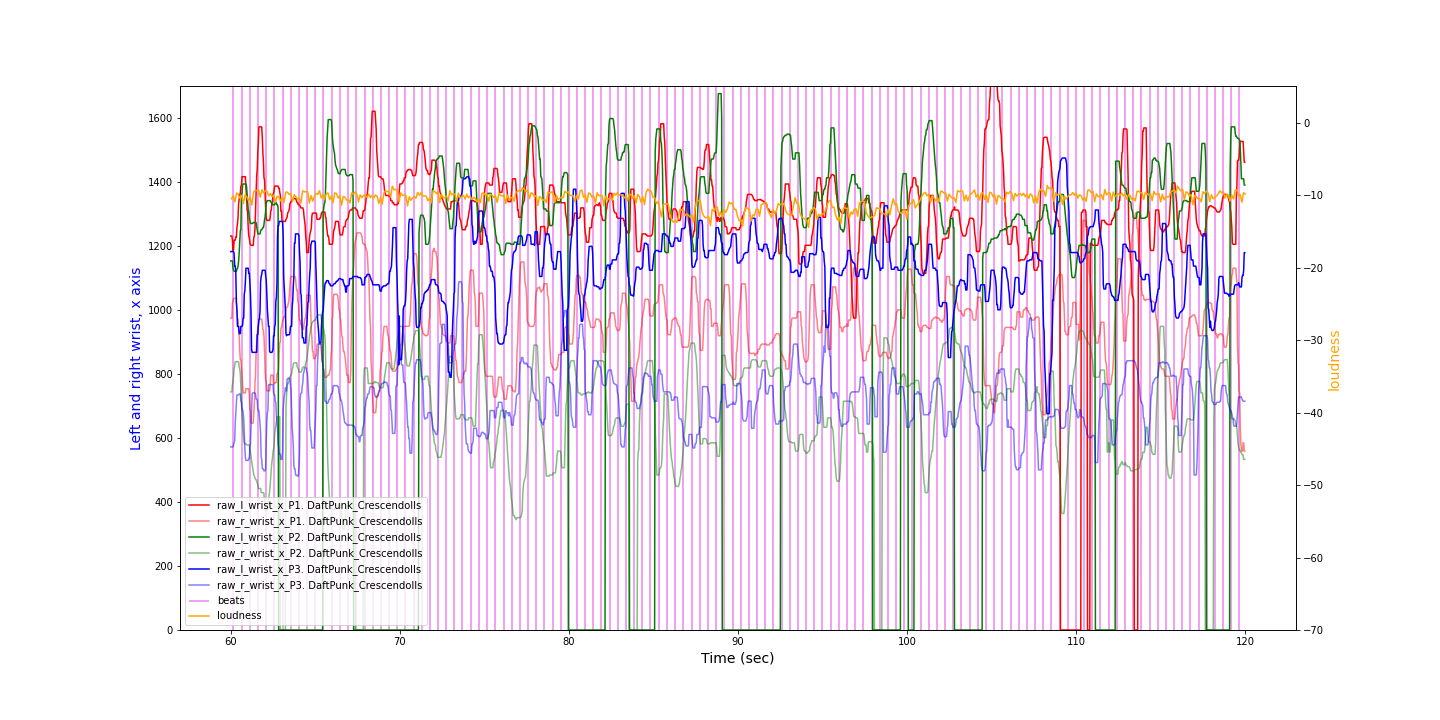 1600
1400
1200
1000
800
600
400
200
0
Left and right wrist, x axis
0
−10
−20
−30
−40
−50
−60
−70
loudness
raw_l_wrist_x_P1. DaftPunk_Crescendolls
raw_r_wrist_x_P1. DaftPunk_Crescendolls
raw_l_wrist_x_P2. DaftPunk_Crescendolls
raw_r_wrist_x_P2. DaftPunk_Crescendolls
raw_l_wrist_x_P3. DaftPunk_Crescendolls
raw_r_wrist_x_P3. DaftPunk_Crescendolls
beats
loudness
60 70 80 90 100 110 120
Time (sec)